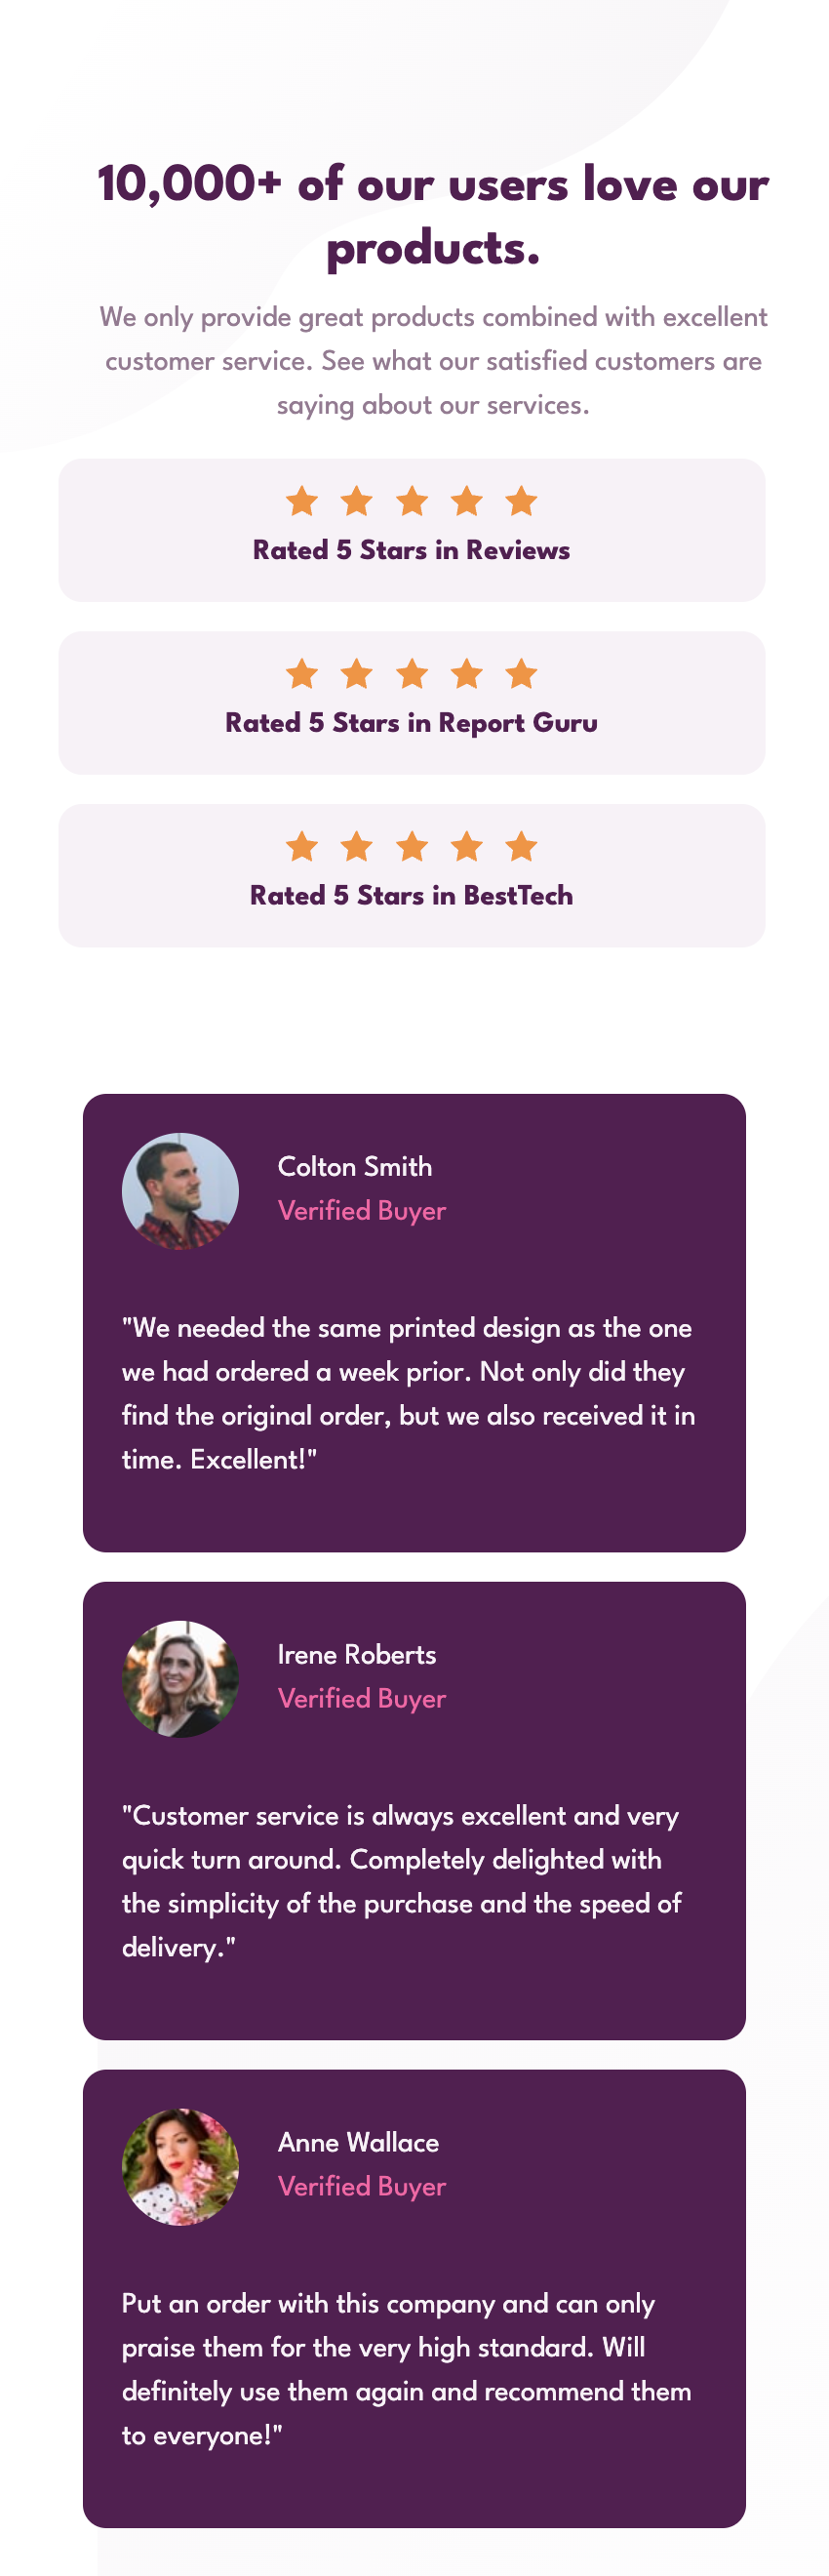 10,000+ of our users love our
products.
We only provide great products combined with excellent
customer service. See what our satisfied customers are
saying about our services.
Rated 5 Stars in Reviews
Rated 5 Stars in Report Guru
Rated 5 Stars in BestTech
Colton Smith
Verified Buyer
"We needed the same printed design as the one
we had ordered a week prior. Not only did they
find the original order, but we also received it in
time. Excellent!"
Irene Roberts
Verified Buyer
"Customer service is always excellent and very
quick turn around. Completely delighted with
the simplicity of the purchase and the speed of
delivery."
Anne Wallace
Verified Buyer
Put an order with this company and can only
praise them for the very high standard. Will
definitely use them again and recommend them
to everyone!"